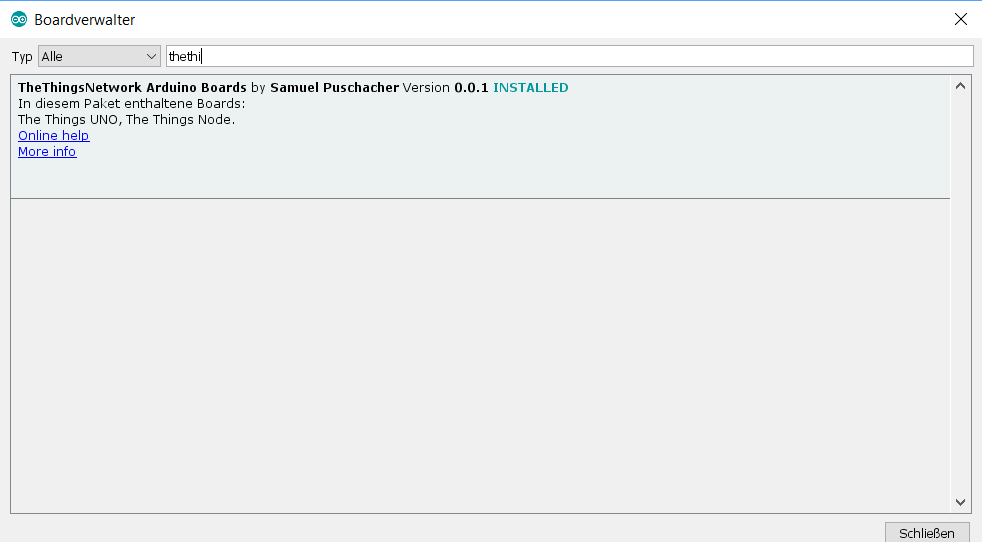 Boardverwalter
Typ Alle thethi
TheThingsNetwork Arduino Boards by Samuel Puschacher Version 0.0.1 INSTALLED
In diesem Paket enthaltene Boards:
The Things UNO, The Things Node.
Online help
More info
Schließen